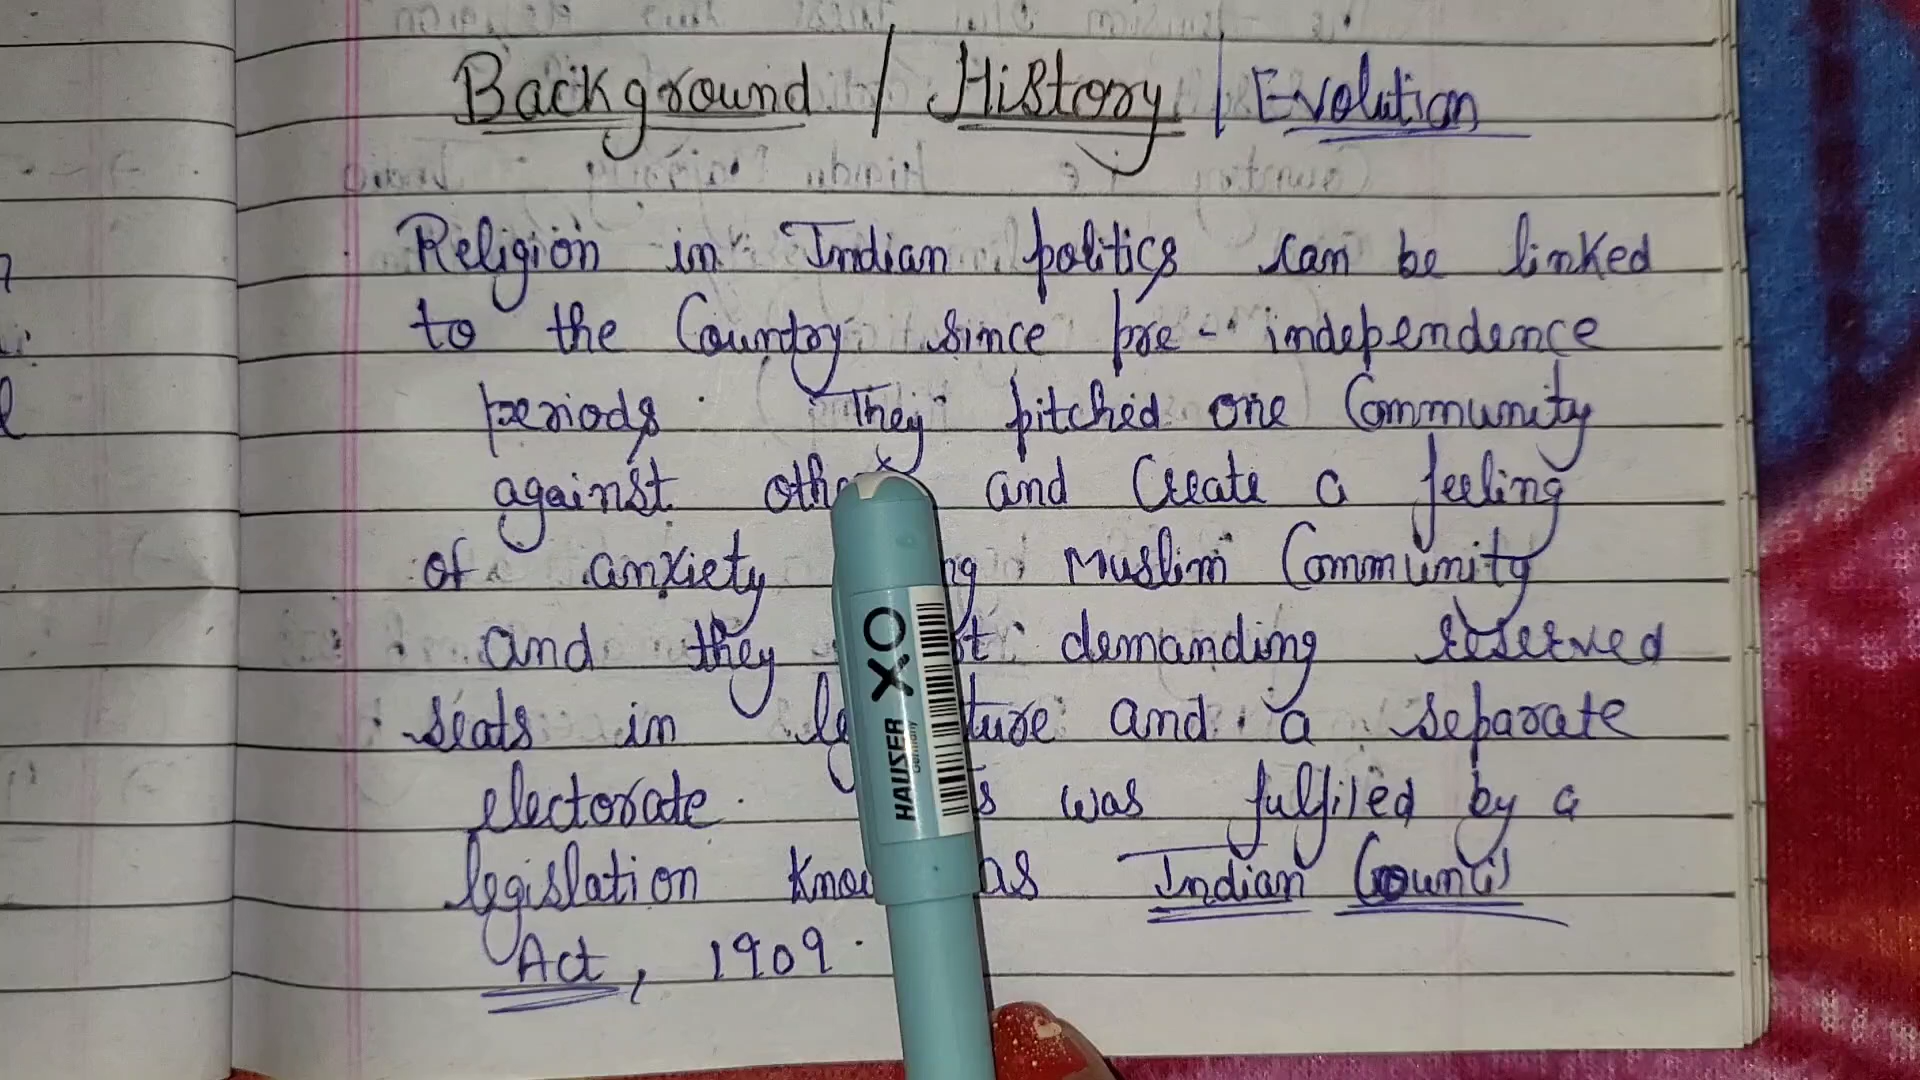 Background / History / Evolution
Religion in Indian politics can be linked
to the Country since pre - independence
periods. They pitched one Community
against and create a feeling
of anxiety Muslim Community
and they demanding reserved
seats in and a separate
electorate. was fulfiled by a
legislation as Indian Council
Act, 1909.
HAUSER XO
Germany